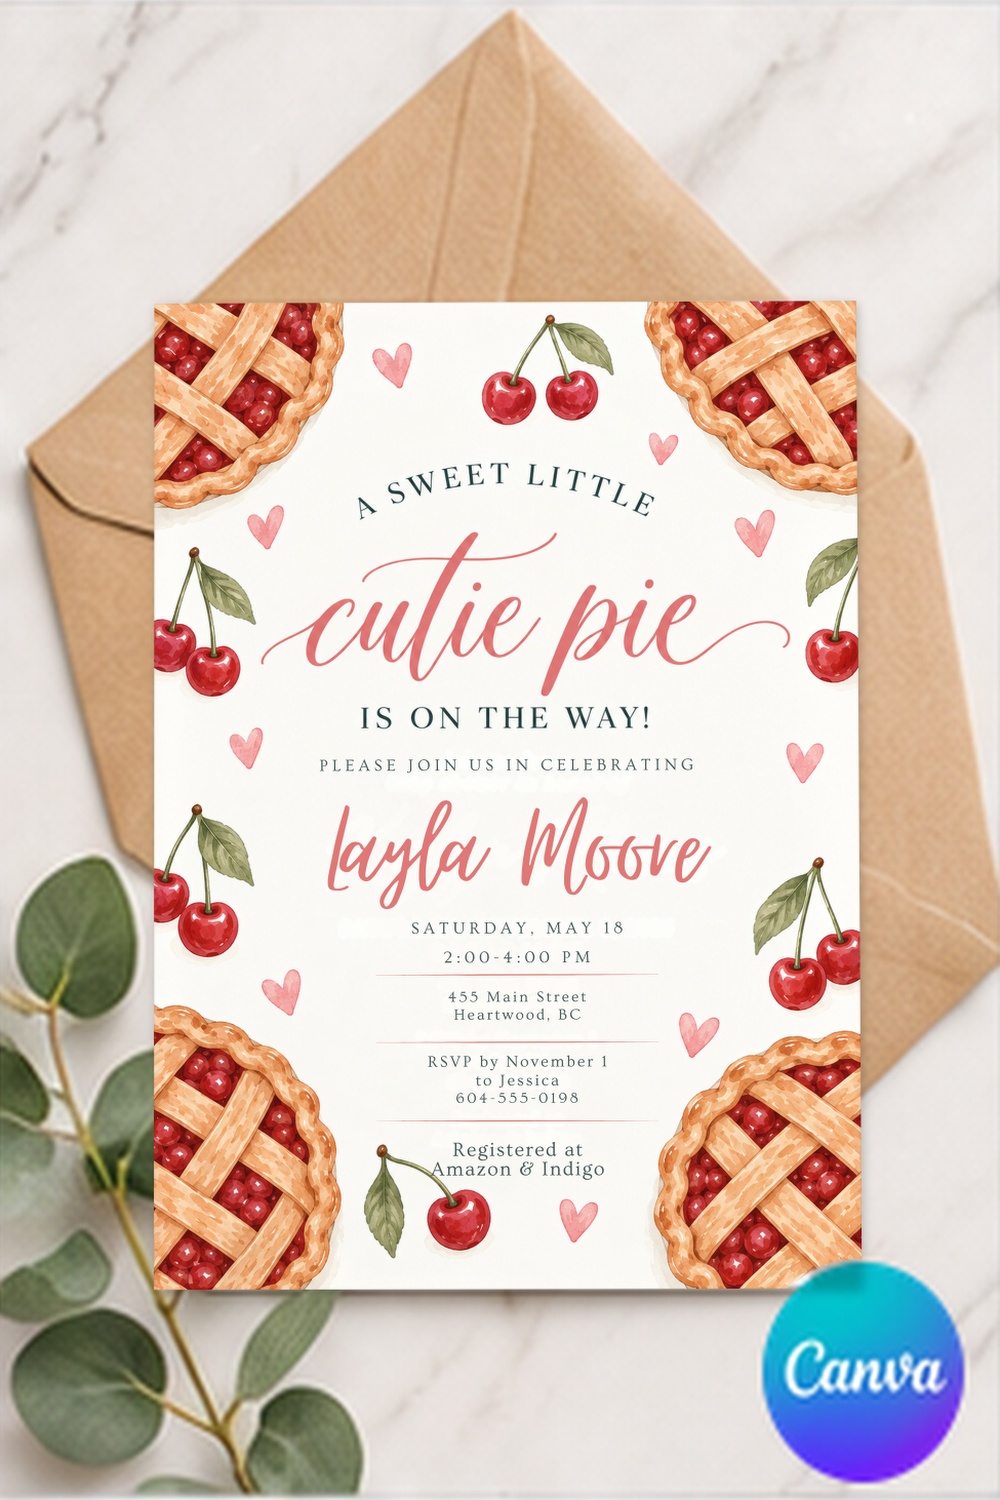 A SWEET LITTLE
cutie pie
IS ON THE WAY!
PLEASE JOIN US IN CELEBRATING
Layla Moore
SATURDAY, MAY 18
2:00-4:00 PM
455 Main Street
Heartwood, BC
RSVP by November 1
to Jessica
604-555-0198
Registered at
Amazon & Indigo
Canva